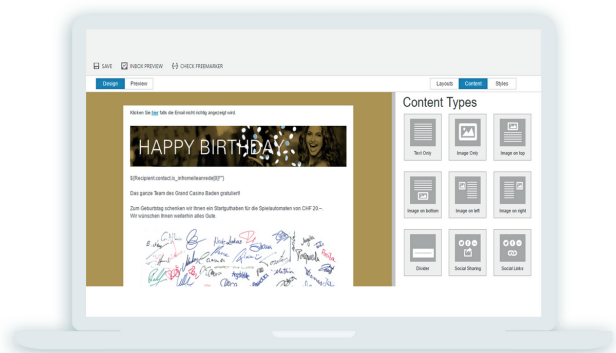 SAVE INBOX PREVIEW {-} CHECK FREEMARKER
Design Preview
Layouts Content Styles
Klicken Sie hier falls die Email nicht richtig angezeigt wird.
HAPPY BIRTHDAY
Das ganze Team des Grand Casinos Baden gratuliert!
Zum Geburtstag schenken wir Ihnen ein Startguthaben für die Spielautomaten von CHF 20.–
Wir wünschen Ihnen weiterhin alles Gute.
Content Types
Text Only Image Only Image on top
Image on bottom Image on left Image on right
Divider Social Sharing Social Links